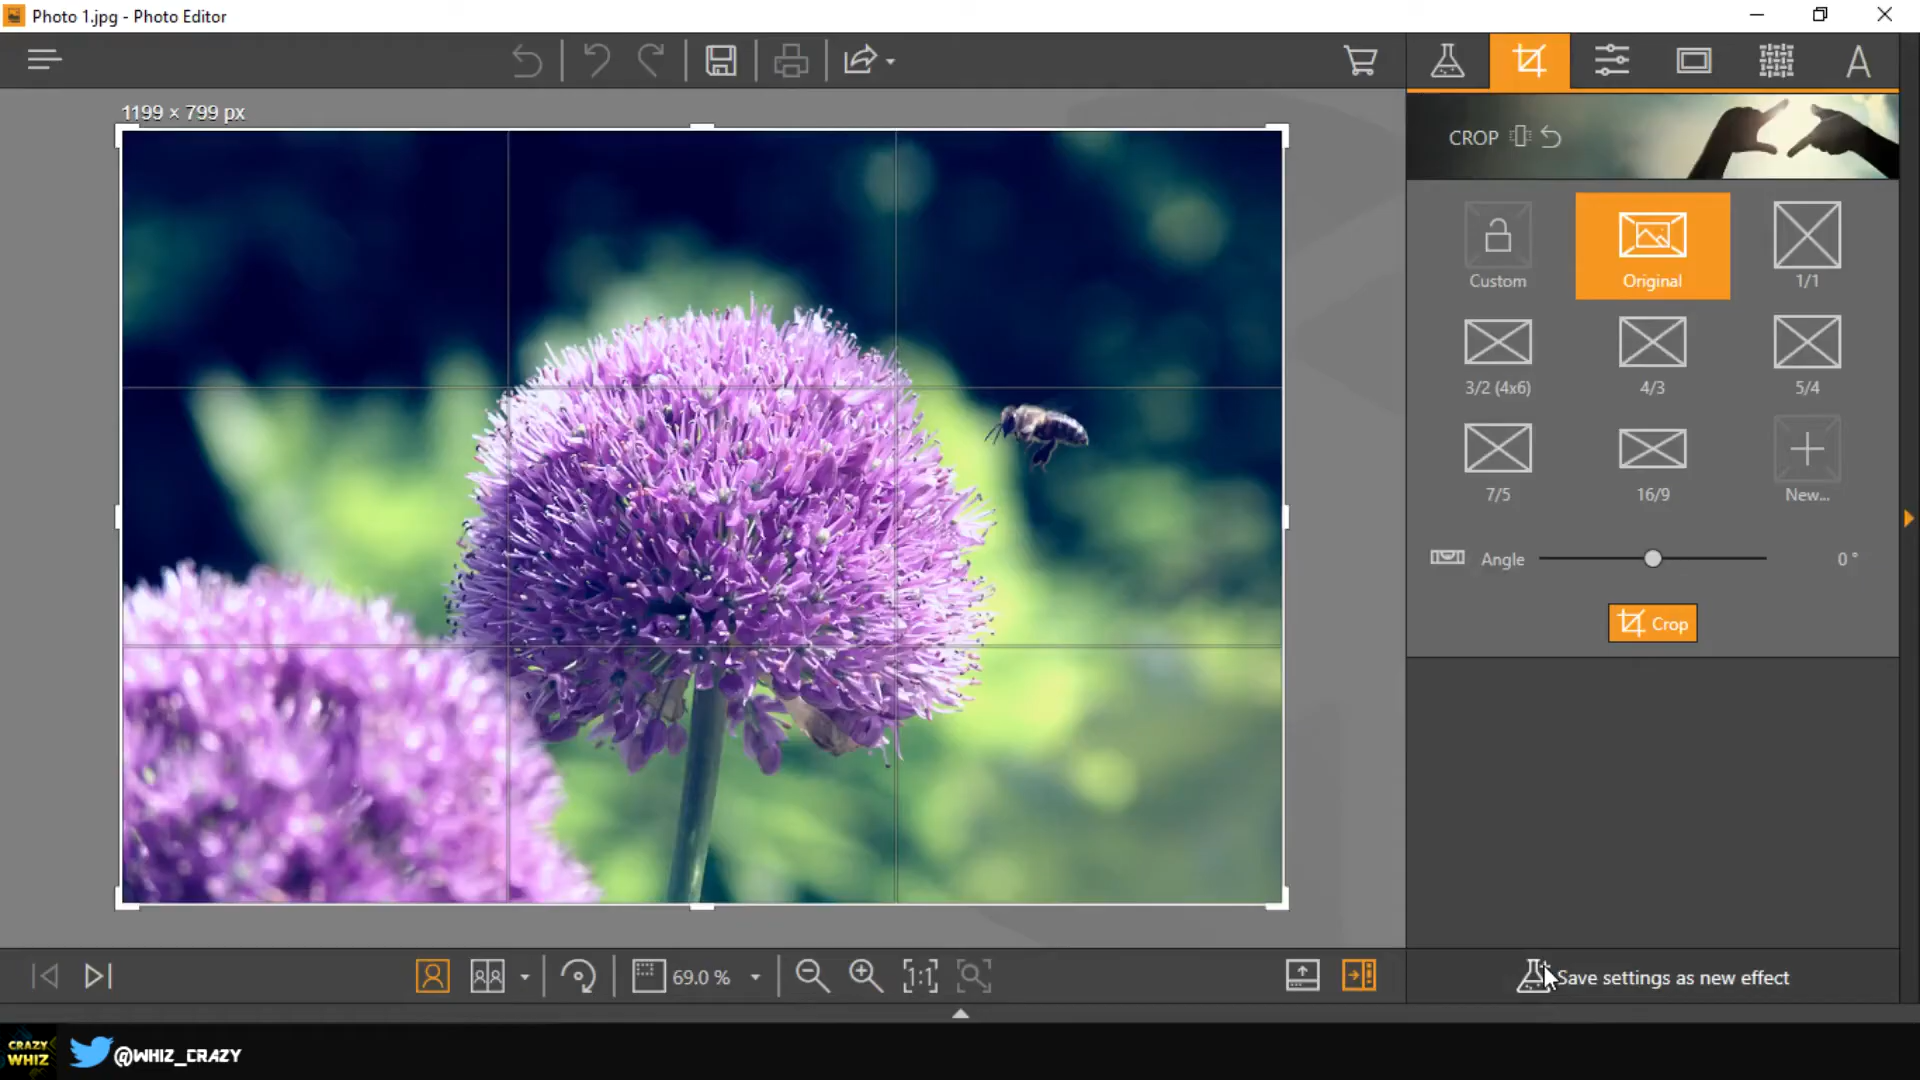 Photo 1.jpg - Photo Editor
1199 × 799 px
CROP
Custom
Original
1/1
3/2 (4x6)
4/3
5/4
7/5
16/9
New...
Angle
0 °
Crop
69.0 %
1:1
Save settings as new effect
CRAZY
WHIZ
@WHIZ_CRAZY